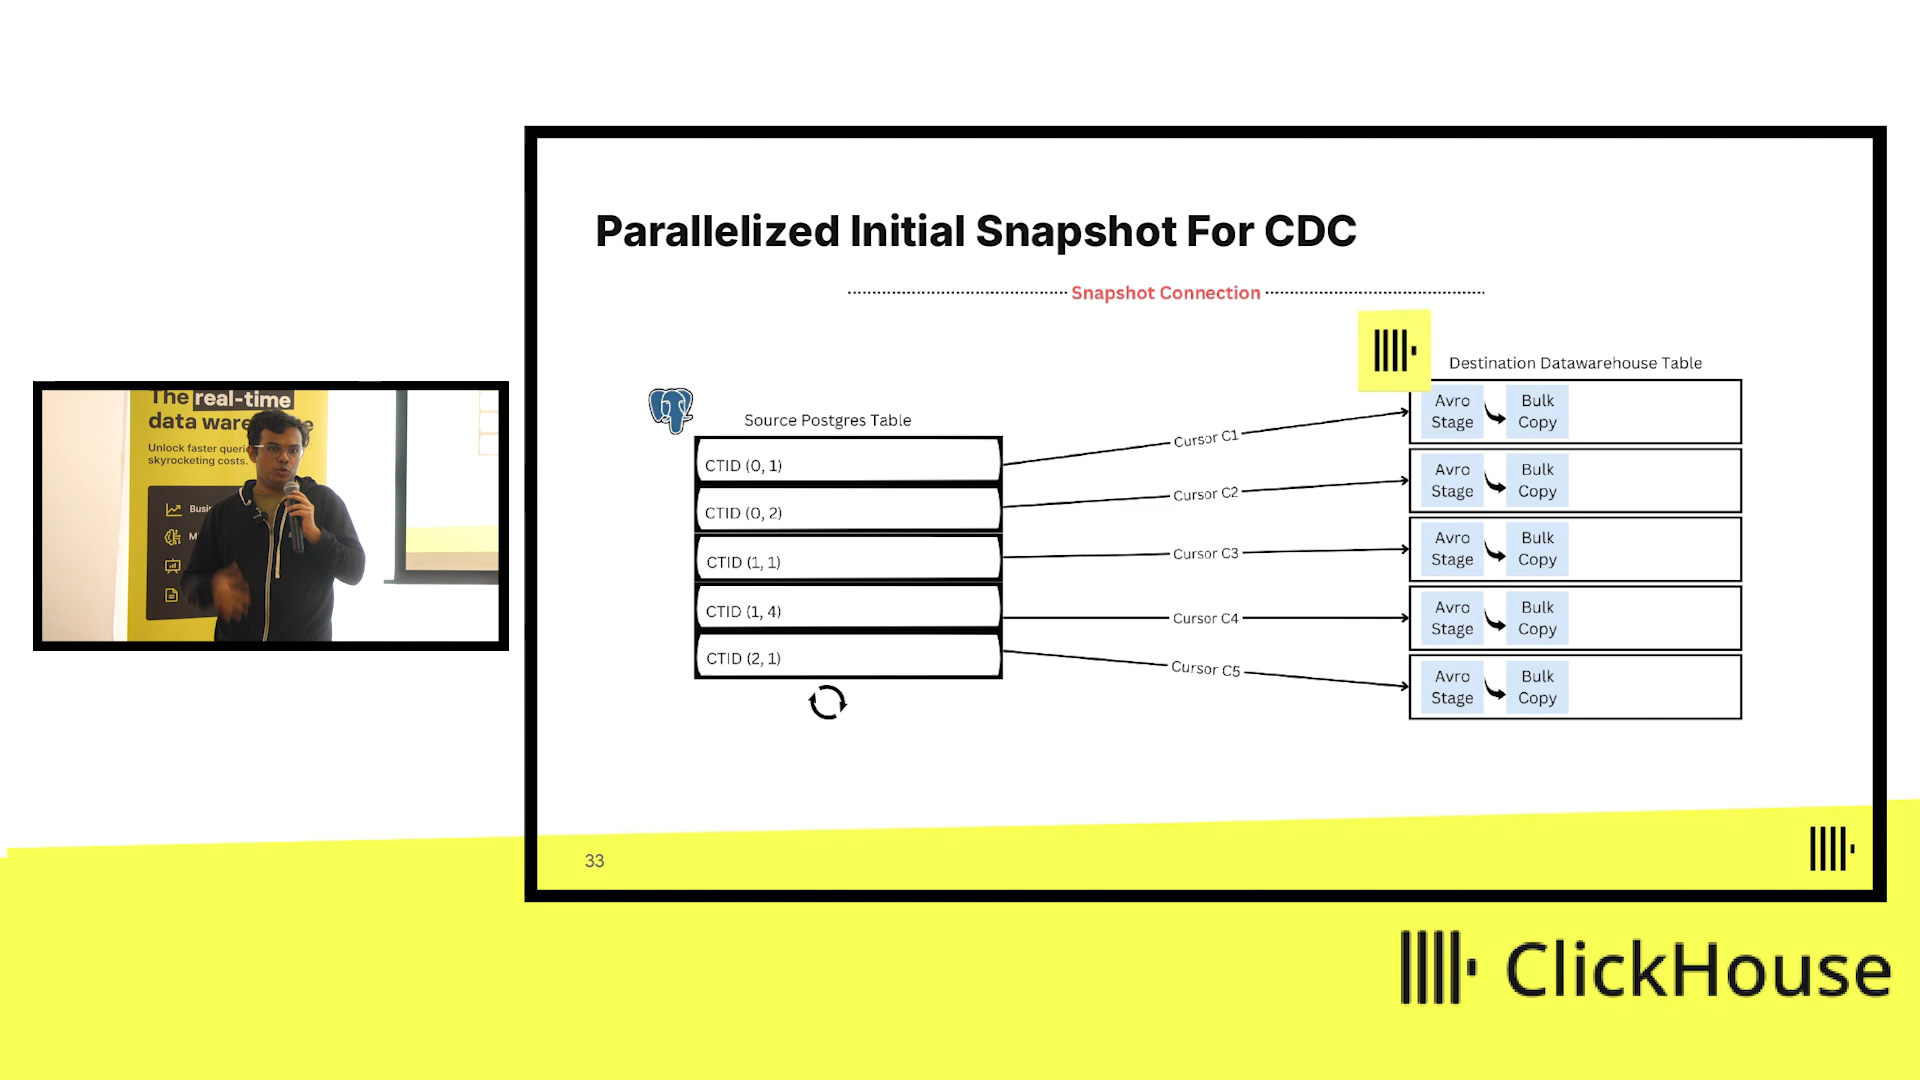 The real-time
data ware e
Unlock faster queri
skyrocketing costs.
Busi
M
Parallelized Initial Snapshot For CDC
Snapshot Connection
Source Postgres Table
CTID (0, 1)
CTID (0, 2)
CTID (1, 1)
CTID (1, 4)
CTID (2, 1)
Cursor C1
Cursor C2
Cursor C3
Cursor C4
Cursor C5
Destination Datawarehouse Table
Avro
Stage
Bulk
Copy
Avro
Stage
Bulk
Copy
Avro
Stage
Bulk
Copy
Avro
Stage
Bulk
Copy
Avro
Stage
Bulk
Copy
33
ClickHouse